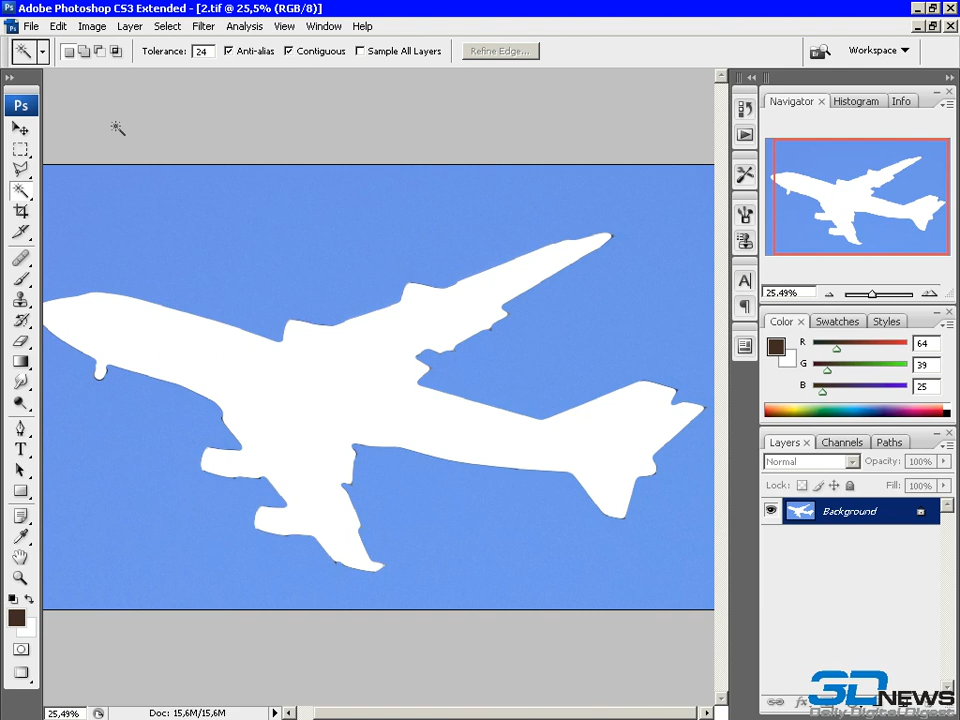 Adobe Photoshop CS3 Extended - [2.tif @ 25,5% (RGB/8)]
File Edit Image Layer Select Filter Analysis View Window Help
Tolerance: 24 Anti-alias Contiguous Sample All Layers Refine Edge... Workspace
Ps
Navigator Histogram Info
25.49%
Color Swatches Styles
R 64
G 39
B 25
Layers Channels Paths
Normal Opacity: 100%
Lock: Fill: 100%
Background
25,49% Doc: 15,6M/15,6M
3DNEWS
Daily Digital Digest